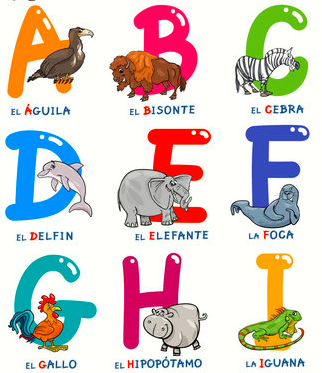 A B C
EL ÁGUILA EL BISONTE EL CEBRA
D E F
EL DELFIN EL ELEFANTE LA FOCA
G H I
EL GALLO EL HIPOPÓTAMO LA IGUANA